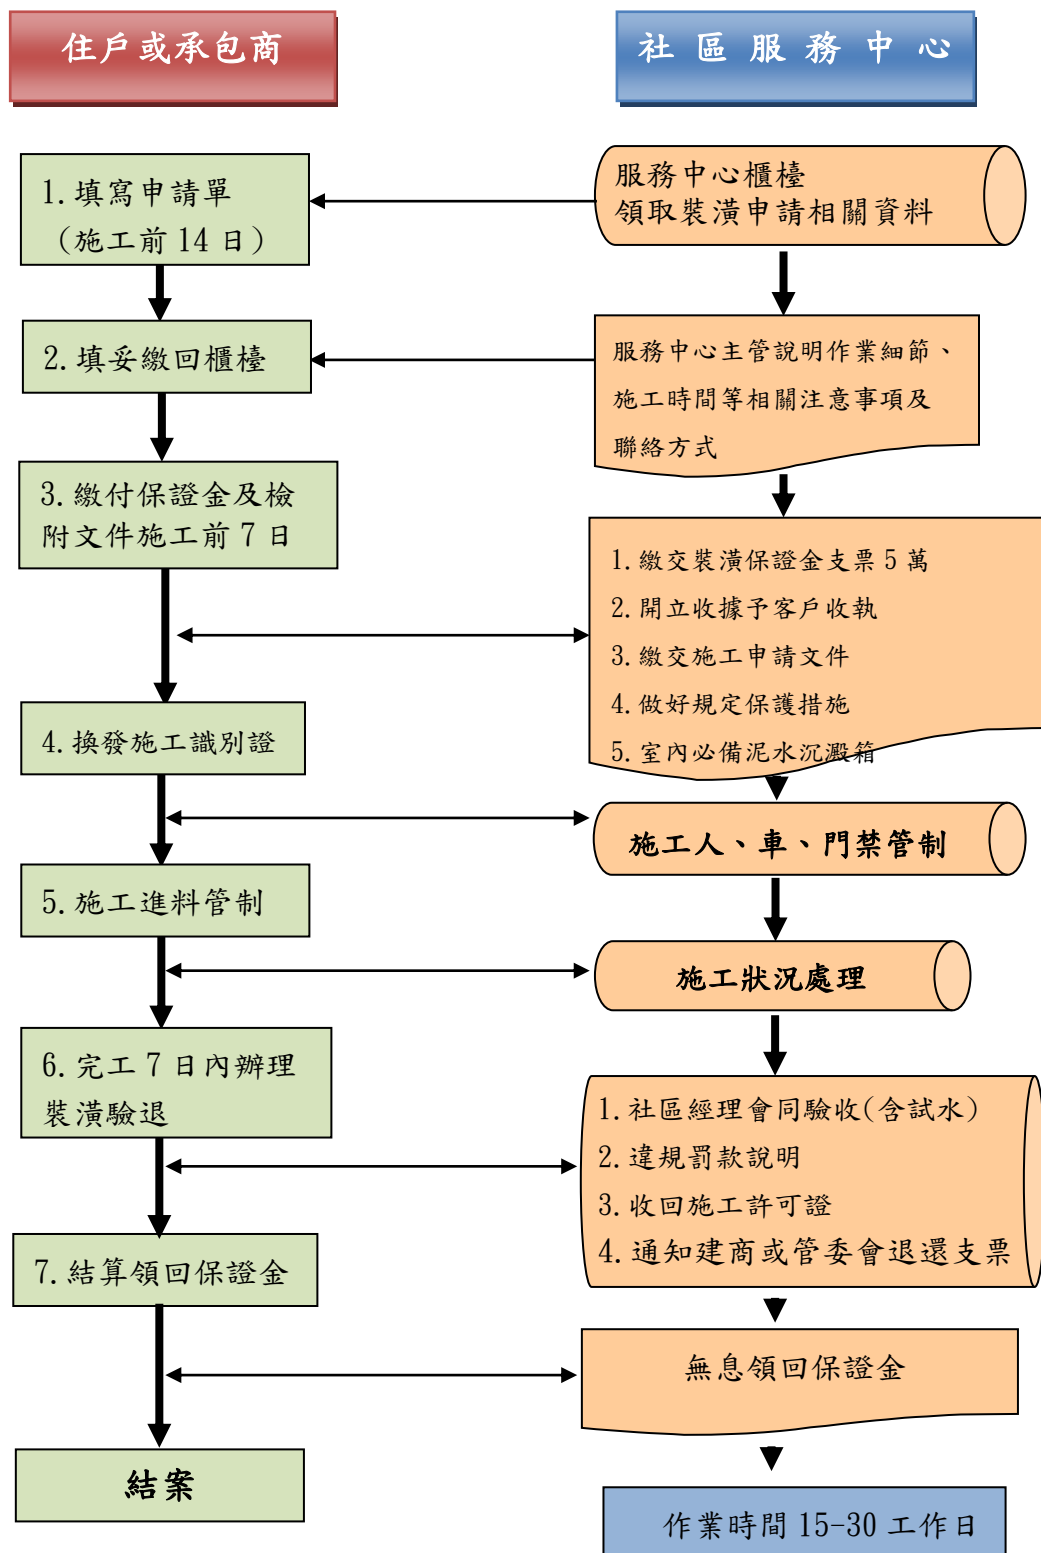 住戶或承包商
社區服務中心
1.填寫申請單
（施工前 14 日）
服務中心櫃檯
領取裝潢申請相關資料
2.填妥繳回櫃檯
服務中心主管說明作業細節、
施工時間等相關注意事項及
聯絡方式
3.繳付保證金及檢
附文件施工前 7 日
1.繳交裝潢保證金支票 5 萬
2.開立收據予客戶收執
3.繳交施工申請文件
4.做好規定保護措施
5.室內必備泥水沉澱箱
4.換發施工識別證
施工人、車、門禁管制
5.施工進料管制
施工狀況處理
6.完工 7 日內辦理
裝潢驗退
1.社區經理會同驗收(含試水)
2.違規罰款說明
3.收回施工許可證
4.通知建商或管委會退還支票
7.結算領回保證金
無息領回保證金
結案
作業時間 15-30 工作日